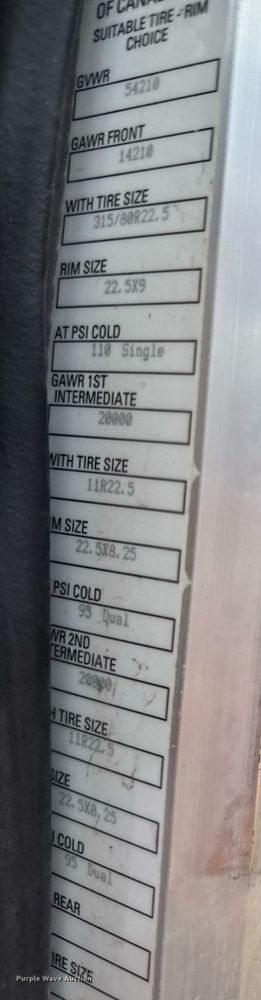 OF CANA
SUITABLE TIRE - RIM
CHOICE
GVWR
54210
GAWR FRONT
14210
WITH TIRE SIZE
315/80R22.5
RIM SIZE
22.5X9
AT PSI COLD
110 Single
GAWR 1ST
INTERMEDIATE
20000
WITH TIRE SIZE
11R22.5
M SIZE
22.5X8.25
PSI COLD
95 Dual
WR 2ND
TERMEDIATE
20000
H TIRE SIZE
11R22.5
SIZE
22.5X8.25
I COLD
95 Dual
REAR
IRE SIZE
Purple Wave Auction